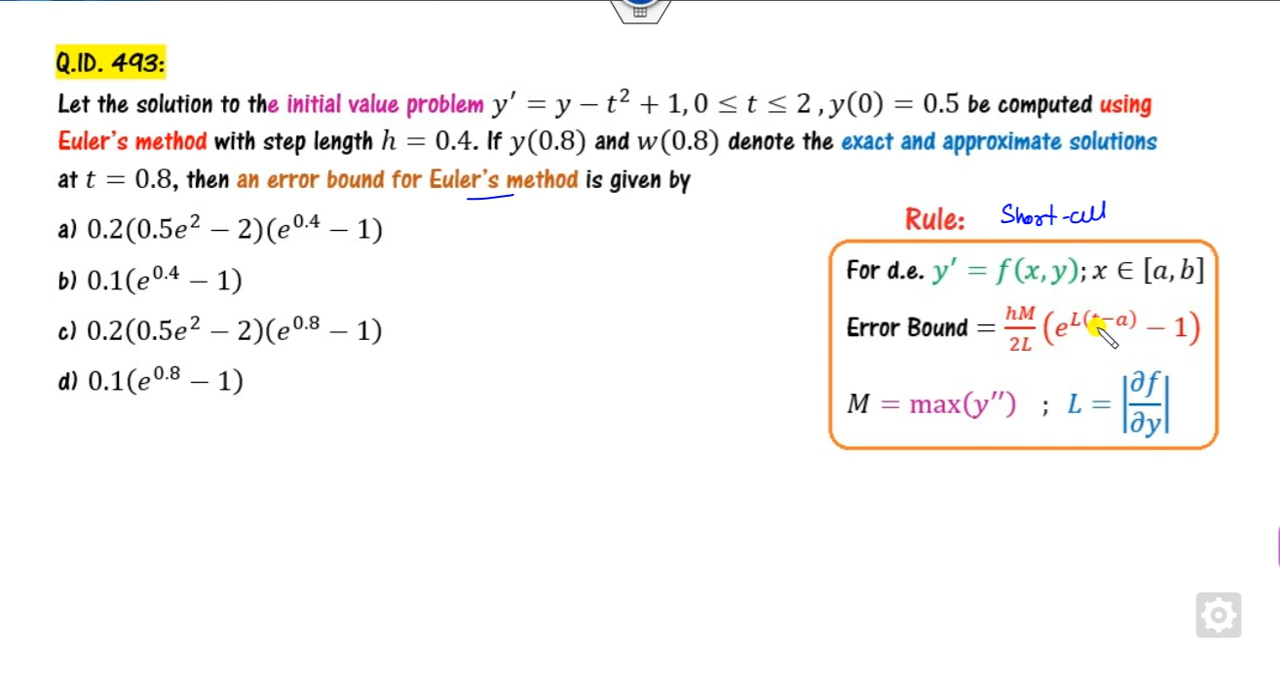 Q.ID. 493:
Let the solution to the initial value problem y′ = y − t² + 1, 0 ≤ t ≤ 2 , y(0) = 0.5 be computed using
Euler's method with step length h = 0.4. If y(0.8) and w(0.8) denote the exact and approximate solutions
at t = 0.8, then an error bound for Euler's method is given by
a) 0.2(0.5e² − 2)(e^0.4 − 1)
b) 0.1(e^0.4 − 1)
c) 0.2(0.5e² − 2)(e^0.8 − 1)
d) 0.1(e^0.8 − 1)
Rule: Short-cut
For d.e. y′ = f(x, y); x ∈ [a, b]
Error Bound = hM/2L (e^L(t−a) − 1)
M = max(y″) ; L = |∂f/∂y|